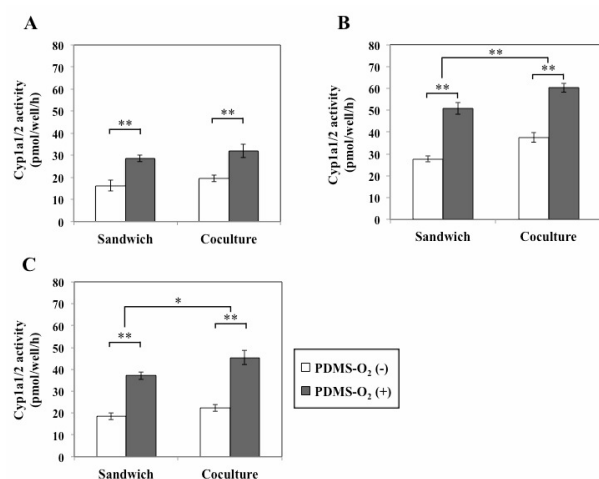 A
Cyp1a1/2 activity
(pmol/well/h)
80
70
60
50
40
30
20
10
0
**
**
Sandwich
Coculture
B
Cyp1a1/2 activity
(pmol/well/h)
80
70
60
50
40
30
20
10
0
**
**
**
Sandwich
Coculture
C
Cyp1a1/2 activity
(pmol/well/h)
80
70
60
50
40
30
20
10
0
*
**
**
Sandwich
Coculture
PDMS-O₂ (-)
PDMS-O₂ (+)